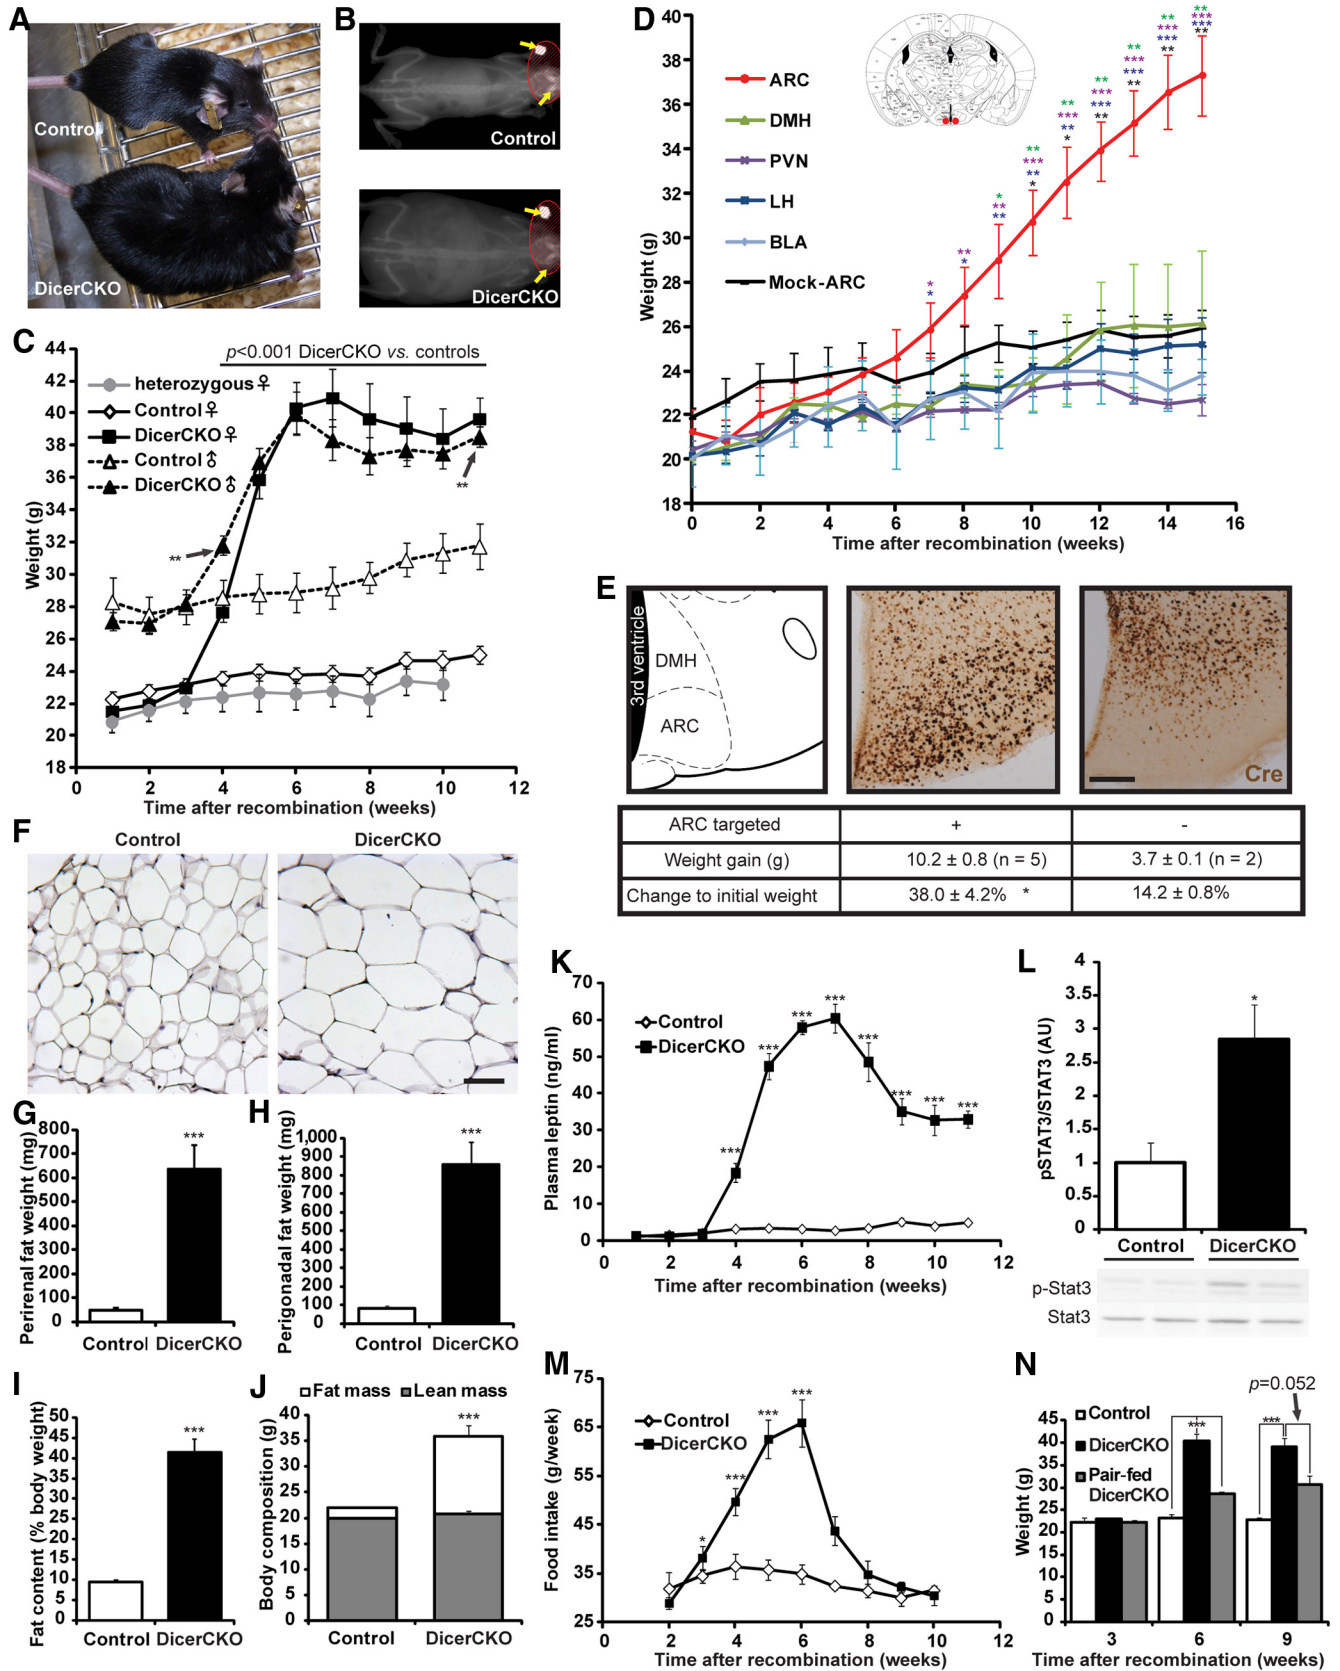 A
Control
DicerCKO
B
Control
DicerCKO
C
p<0.001 DicerCKO vs. controls
heterozygous♀
Control♀
DicerCKO♀
Control♂
DicerCKO♂
**
**
Weight (g)
44
42
40
38
36
34
32
30
28
26
24
22
20
18
0 2 4 6 8 10 12
Time after recombination (weeks)
D
ARC
DMH
PVN
LH
BLA
Mock-ARC
Weight (g)
40
38
36
34
32
30
28
26
24
22
20
18
* *
** *
* ** **
** *** ** *
** *** ** *
** *** *** **
** *** *** **
** *** *** **
** *** *** **
0 2 4 6 8 10 12 14 16
Time after recombination (weeks)
E
3rd ventricle
DMH
ARC
Cre
ARC targeted + -
Weight gain (g) 10.2 ± 0.8 (n = 5) 3.7 ± 0.1 (n = 2)
Change to initial weight 38.0 ± 4.2% * 14.2 ± 0.8%
F
Control DicerCKO
G
Perirenal fat weight (mg)
800
700
600
500
400
300
200
100
0
***
Control DicerCKO
H
Perigonadal fat weight (mg)
1,000
900
800
700
600
500
400
300
200
100
0
***
Control DicerCKO
I
Fat content (% body weight)
50
45
40
35
30
25
20
15
10
5
0
***
Control DicerCKO
J
Fat mass Lean mass
Body composition (g)
40
35
30
25
20
15
10
5
0
***
Control DicerCKO
K
Control
DicerCKO
Plasma leptin (ng/ml)
70
60
50
40
30
20
10
0
*** *** *** *** *** *** *** ***
0 2 4 6 8 10 12
Time after recombination (weeks)
L
pSTAT3/STAT3 (AU)
4
3.5
3
2.5
2
1.5
1
0.5
0
*
Control DicerCKO
p-Stat3
Stat3
M
Control
DicerCKO
Food intake (g/week)
75
65
55
45
35
25
* *** *** ***
0 2 4 6 8 10 12
Time after recombination (weeks)
N
p=0.052
Control
DicerCKO
Pair-fed
DicerCKO
Weight (g)
45
40
35
30
25
20
15
10
5
0
*** ***
3 6 9
Time after recombination (weeks)